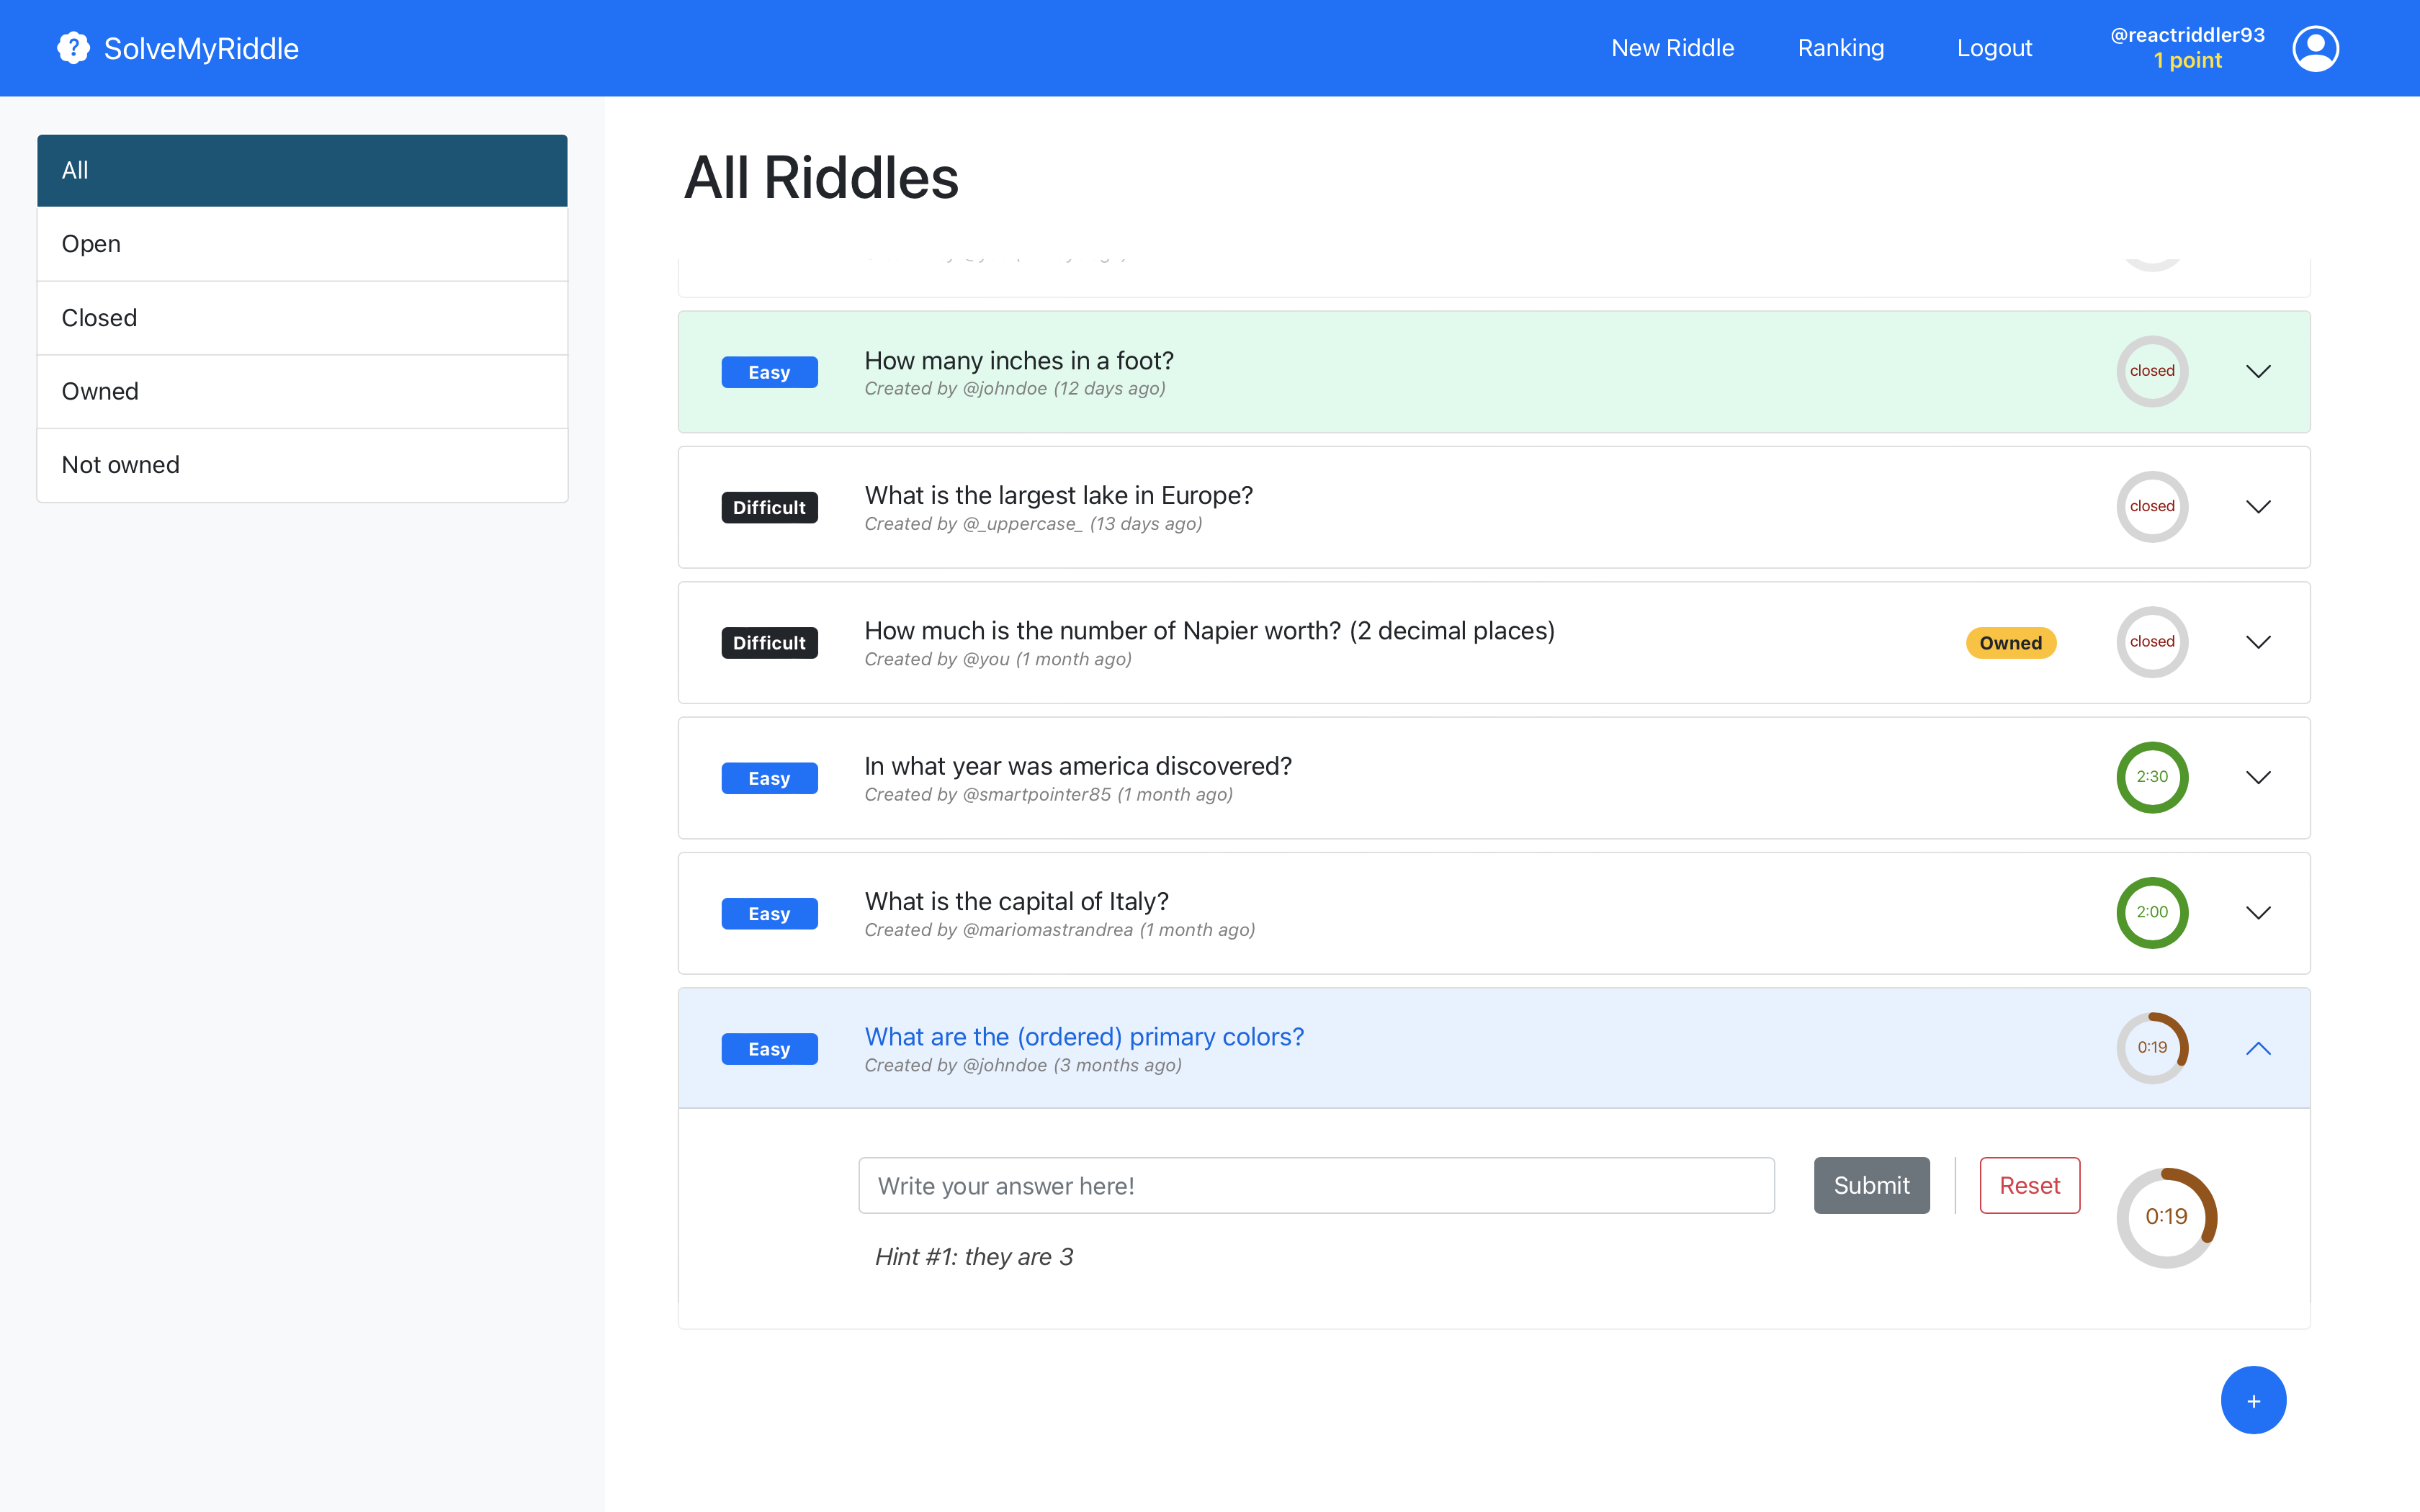 ? SolveMyRiddle
New Riddle
Ranking
Logout
@reactriddler93
1 point
All
Open
Closed
Owned
Not owned
All Riddles
Easy
How many inches in a foot?
Created by @johndoe (12 days ago)
closed
Difficult
What is the largest lake in Europe?
Created by @_uppercase_ (13 days ago)
closed
Difficult
How much is the number of Napier worth? (2 decimal places)
Created by @you (1 month ago)
Owned
closed
Easy
In what year was america discovered?
Created by @smartpointer85 (1 month ago)
2:30
Easy
What is the capital of Italy?
Created by @mariomastrandrea (1 month ago)
2:00
Easy
What are the (ordered) primary colors?
Created by @johndoe (3 months ago)
0:19
Write your answer here!
Submit
Reset
0:19
Hint #1: they are 3
+